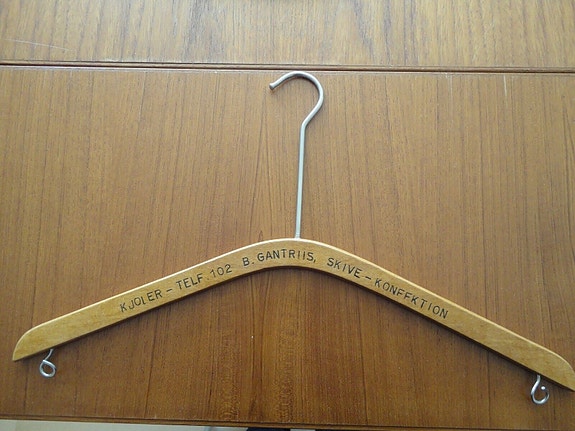 KJOLER - TELF. 102 B. GANTRIIS, SKIVE - KONFEKTION